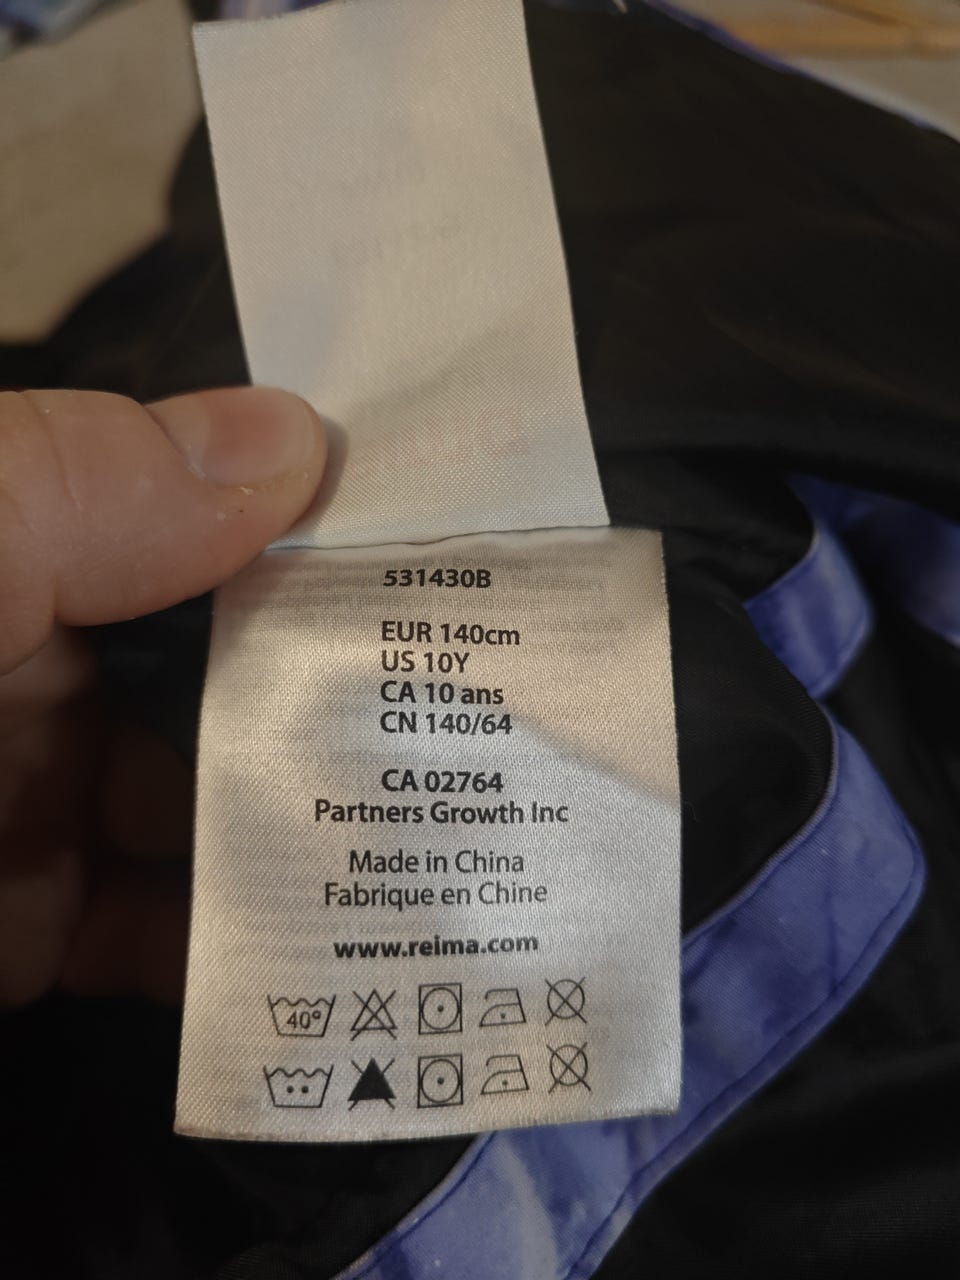 531430B
EUR 140cm
US 10Y
CA 10 ans
CN 140/64
CA 02764
Partners Growth Inc
Made in China
Fabrique en Chine
www.reima.com
40°